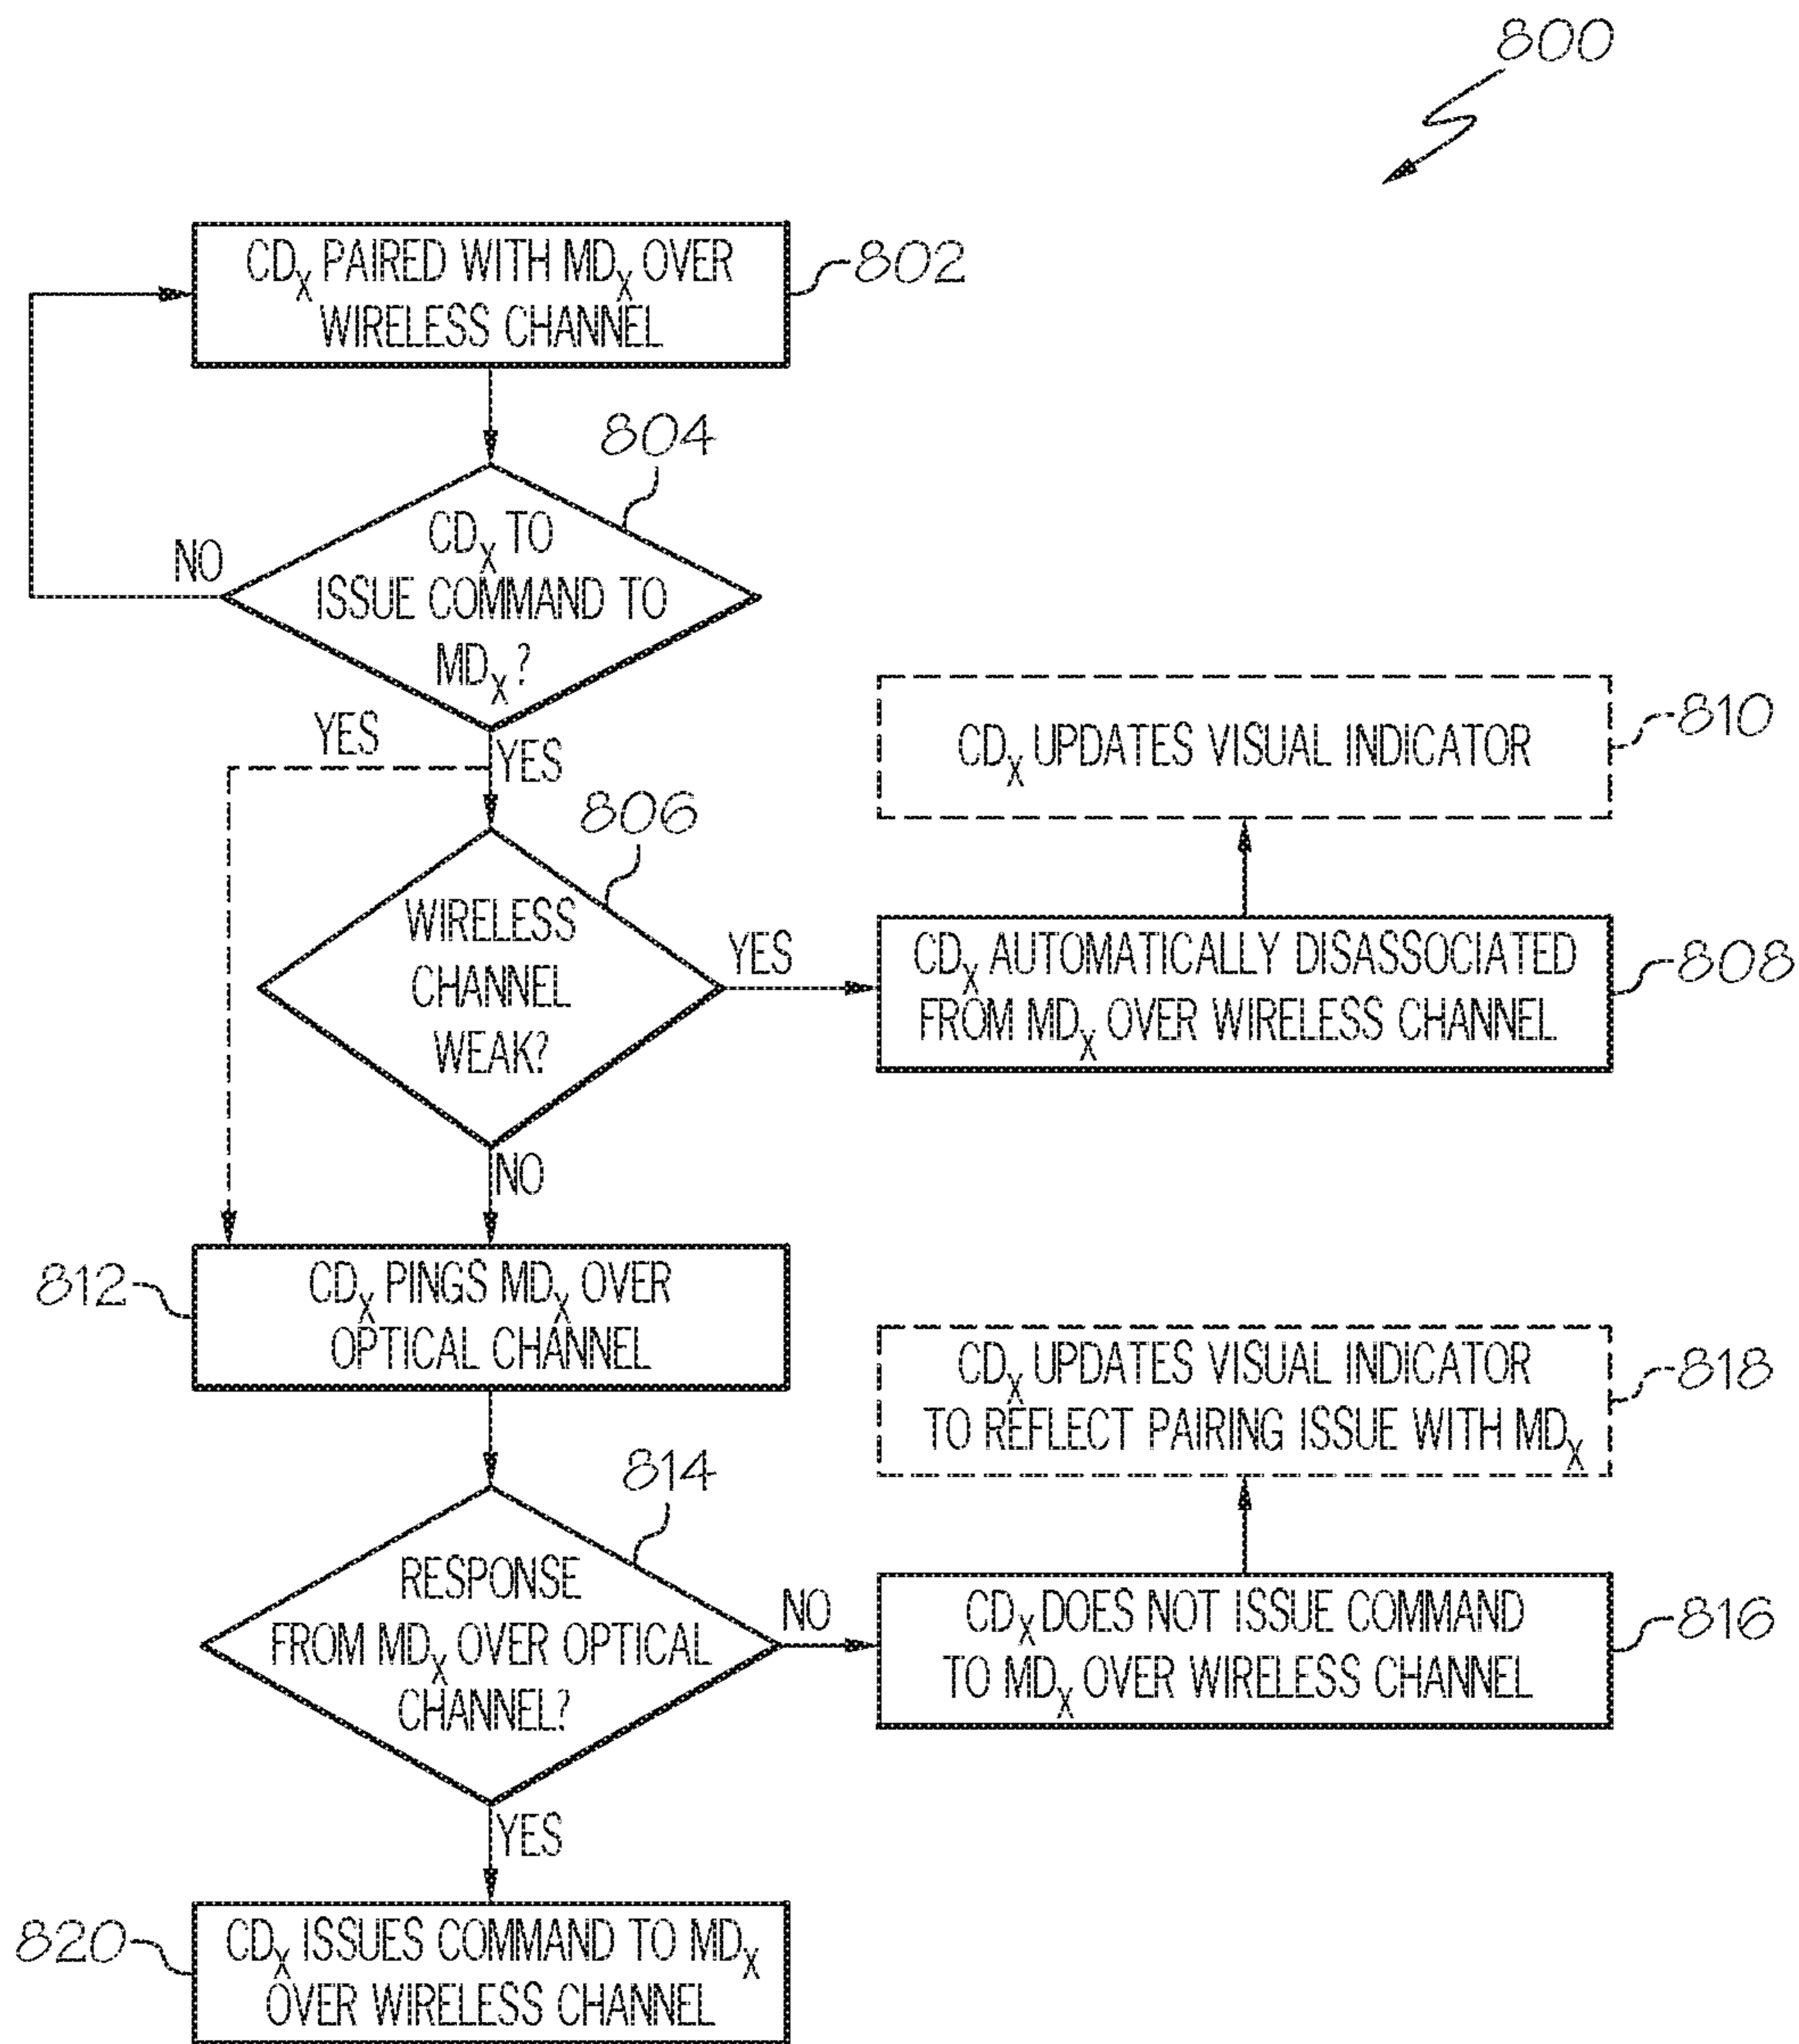 800
CDX PAIRED WITH MDX OVER
WIRELESS CHANNEL
802
804
CDX TO
ISSUE COMMAND TO
MDX?
NO
YES
YES
806
WIRELESS
CHANNEL
WEAK?
YES
NO
CDX UPDATES VISUAL INDICATOR
810
CDX AUTOMATICALLY DISASSOCIATED
FROM MDX OVER WIRELESS CHANNEL
808
812
CDX PINGS MDX OVER
OPTICAL CHANNEL
814
RESPONSE
FROM MDX OVER OPTICAL
CHANNEL?
NO
YES
CDX UPDATES VISUAL INDICATOR
TO REFLECT PAIRING ISSUE WITH MDX
818
CDX DOES NOT ISSUE COMMAND
TO MDX OVER WIRELESS CHANNEL
816
820
CDX ISSUES COMMAND TO MDX
OVER WIRELESS CHANNEL